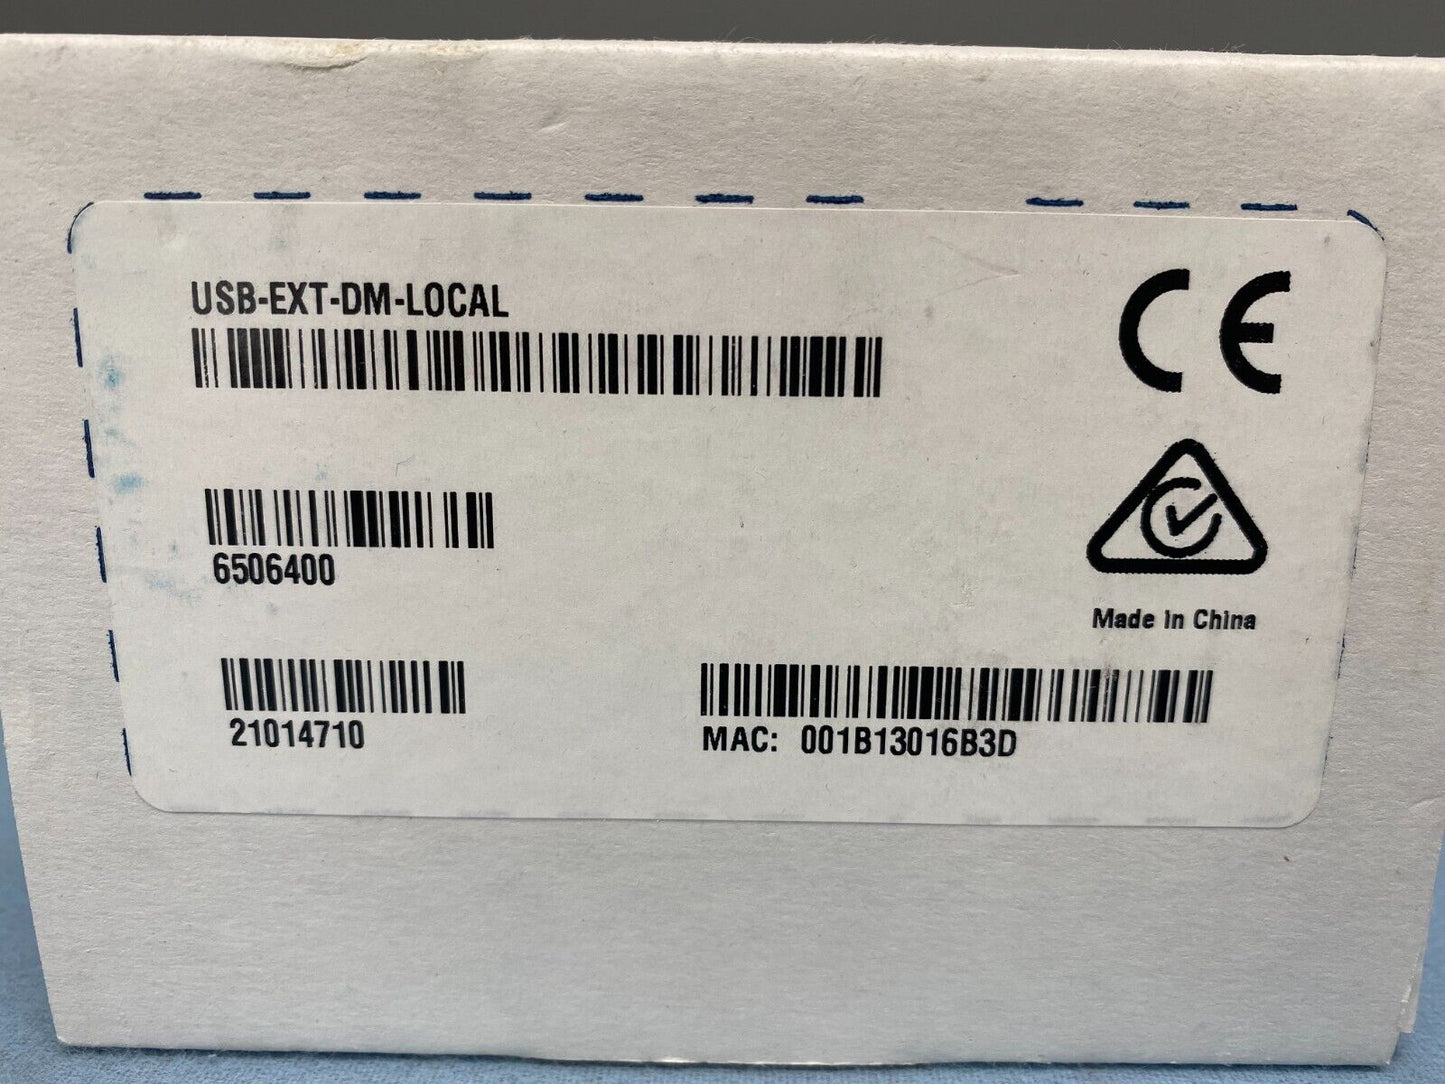 USB-EXT-DM-LOCAL
CE
6506400
Made in China
21014710
MAC: 001B13016B3D